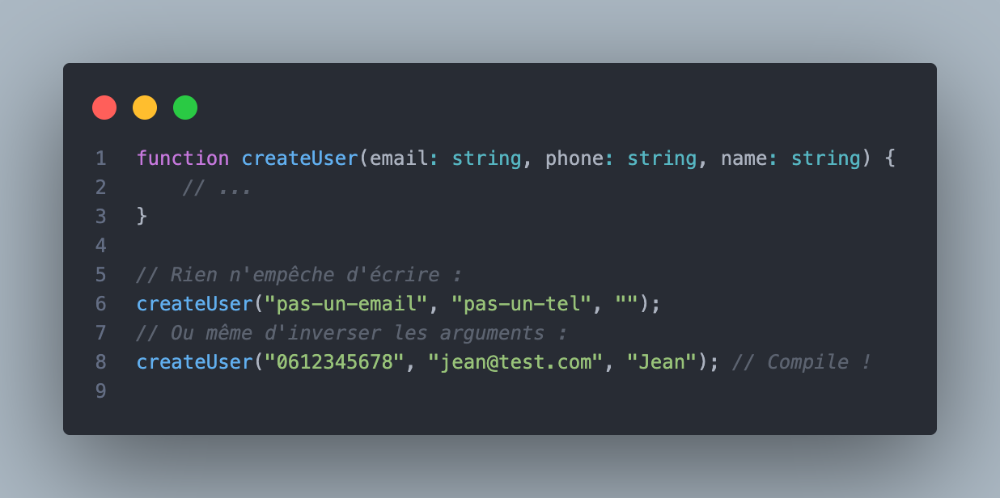 1 function createUser(email: string, phone: string, name: string) {
2     // ...
3 }
4
5 // Rien n'empêche d'écrire :
6 createUser("pas-un-email", "pas-un-tel", "");
7 // Ou même d'inverser les arguments :
8 createUser("0612345678", "jean@test.com", "Jean"); // Compile !
9